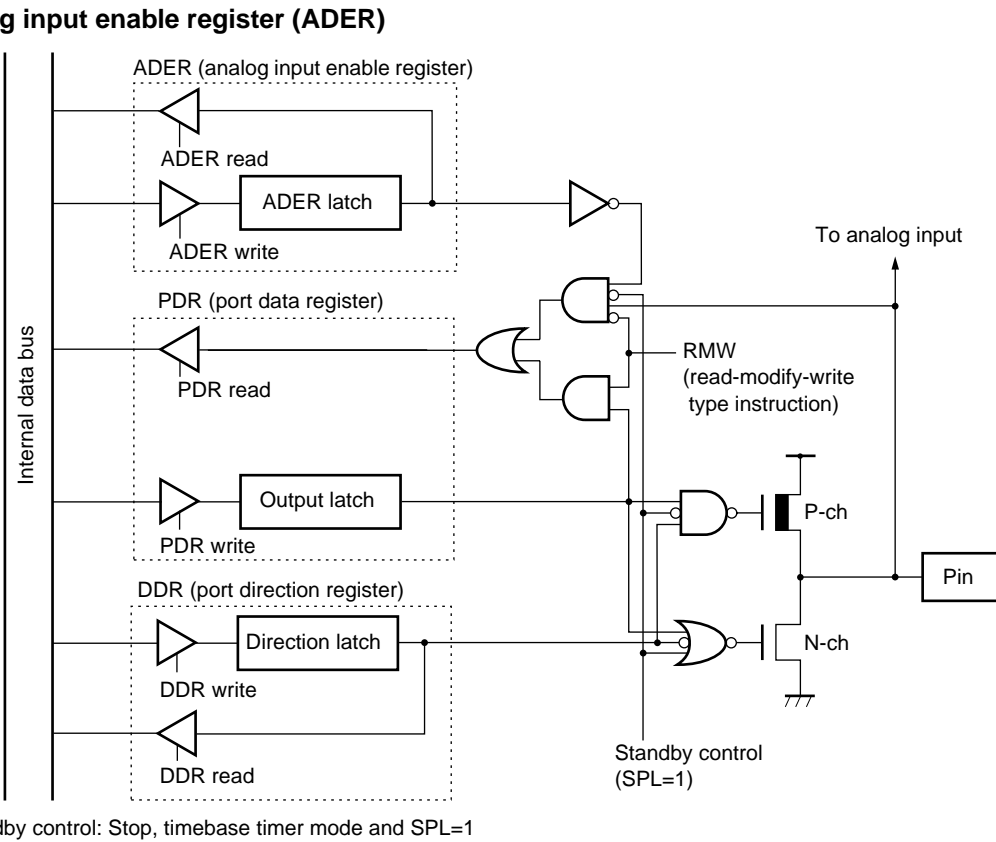 g input enable register (ADER)
ADER (analog input enable register)
ADER read
ADER latch
ADER write
To analog input
PDR (port data register)
Internal data bus
PDR read
RMW
(read-modify-write
type instruction)
Output latch
PDR write
P-ch
Pin
DDR (port direction register)
Direction latch
N-ch
DDR write
DDR read
Standby control
(SPL=1)
dby control: Stop, timebase timer mode and SPL=1